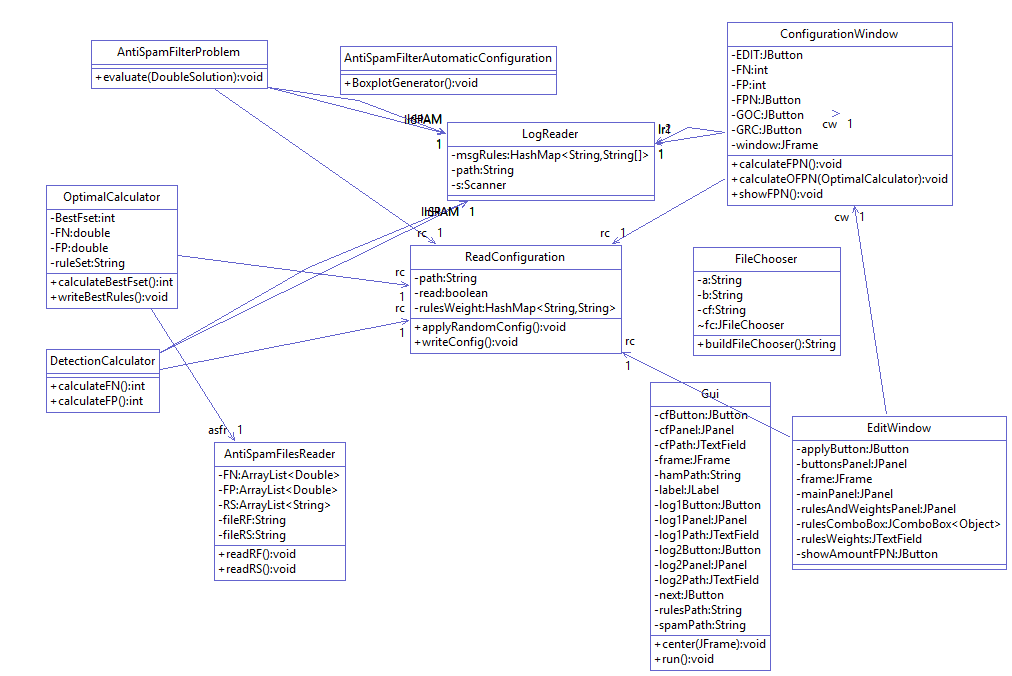 AntiSpamFilterProblem
+evaluate(DoubleSolution):void
AntiSpamFilterAutomaticConfiguration
+BoxplotGenerator():void
ConfigurationWindow
-EDIT:JButton
-FN:int
-FP:int
-FPN:JButton
-GOC:JButton
-GRC:JButton
-window:JFrame
+calculateFPN():void
+calculateOFPN(OptimalCalculator):void
+showFPN():void
cw 1
1
LogReader
-msgRules:HashMap<String,String[]>
-path:String
-s:Scanner
1
1
OptimalCalculator
-BestFset:int
-FN:double
-FP:double
-ruleSet:String
+calculateBestFset():int
+writeBestRules():void
rc 1
rc 1
cw 1
ReadConfiguration
-path:String
-read:boolean
-rulesWeight:HashMap<String,String>
+applyRandomConfig():void
+writeConfig():void
rc
1
rc
1
rc
1
FileChooser
-a:String
-b:String
-cf:String
~fc:JFileChooser
+buildFileChooser():String
DetectionCalculator
+calculateFN():int
+calculateFP():int
asfr 1
AntiSpamFilesReader
-FN:ArrayList<Double>
-FP:ArrayList<Double>
-RS:ArrayList<String>
-fileRF:String
-fileRS:String
+readRF():void
+readRS():void
Gui
-cfButton:JButton
-cfPanel:JPanel
-cfPath:JTextField
-frame:JFrame
-hamPath:String
-label:JLabel
-log1Button:JButton
-log1Panel:JPanel
-log1Path:JTextField
-log2Button:JButton
-log2Panel:JPanel
-log2Path:JTextField
-next:JButton
-rulesPath:String
-spamPath:String
+center(JFrame):void
+run():void
EditWindow
-applyButton:JButton
-buttonsPanel:JPanel
-frame:JFrame
-mainPanel:JPanel
-rulesAndWeightsPanel:JPanel
-rulesComboBox:JComboBox<Object>
-rulesWeights:JTextField
-showAmountFPN:JButton